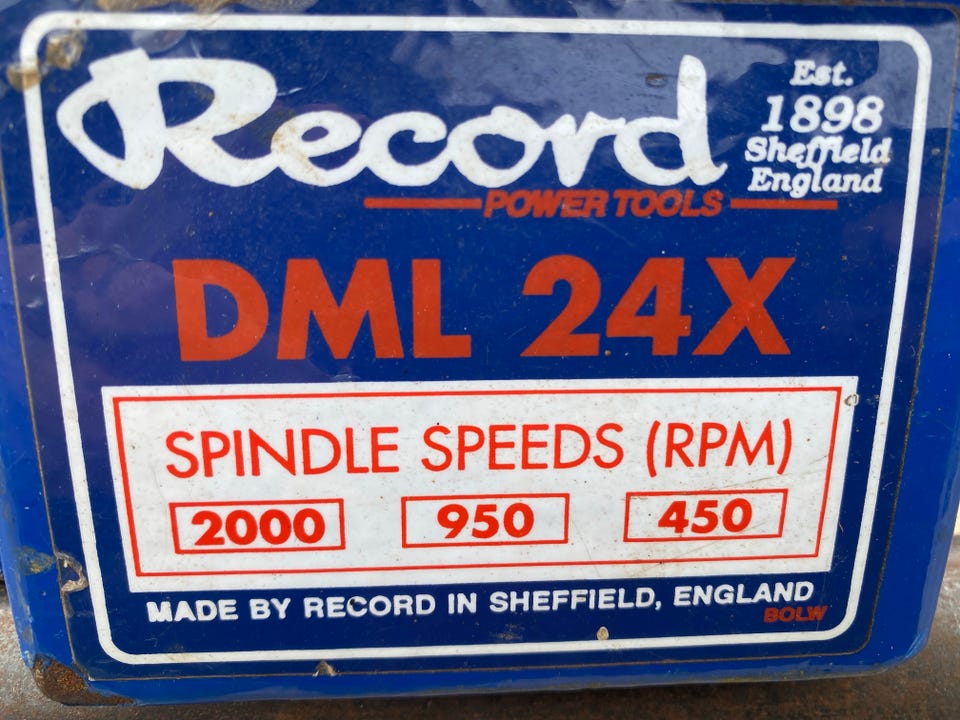 Record
POWER TOOLS
Est.
1898
Sheffield
England
DML 24X
SPINDLE SPEEDS (RPM)
2000 950 450
MADE BY RECORD IN SHEFFIELD, ENGLAND
BOLW